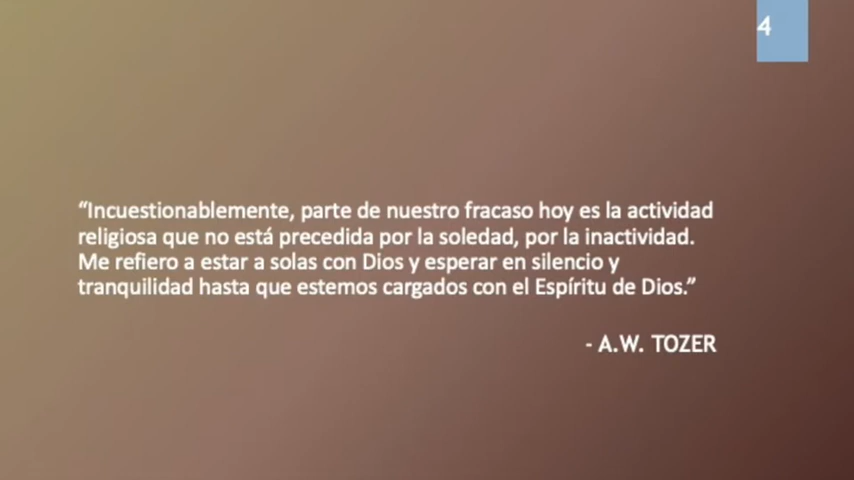 4
“Incuestionablemente, parte de nuestro fracaso hoy es la actividad
religiosa que no está precedida por la soledad, por la inactividad.
Me refiero a estar a solas con Dios y esperar en silencio y
tranquilidad hasta que estemos cargados con el Espíritu de Dios.”
- A.W. TOZER